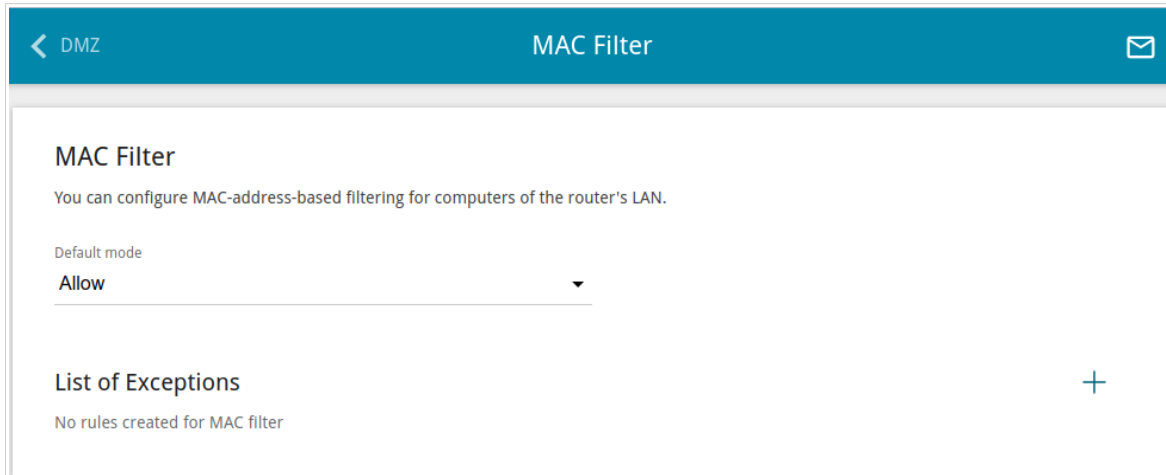 DMZ
MAC Filter
MAC Filter
You can configure MAC-address-based filtering for computers of the router's LAN.
Default mode
Allow
List of Exceptions
No rules created for MAC filter